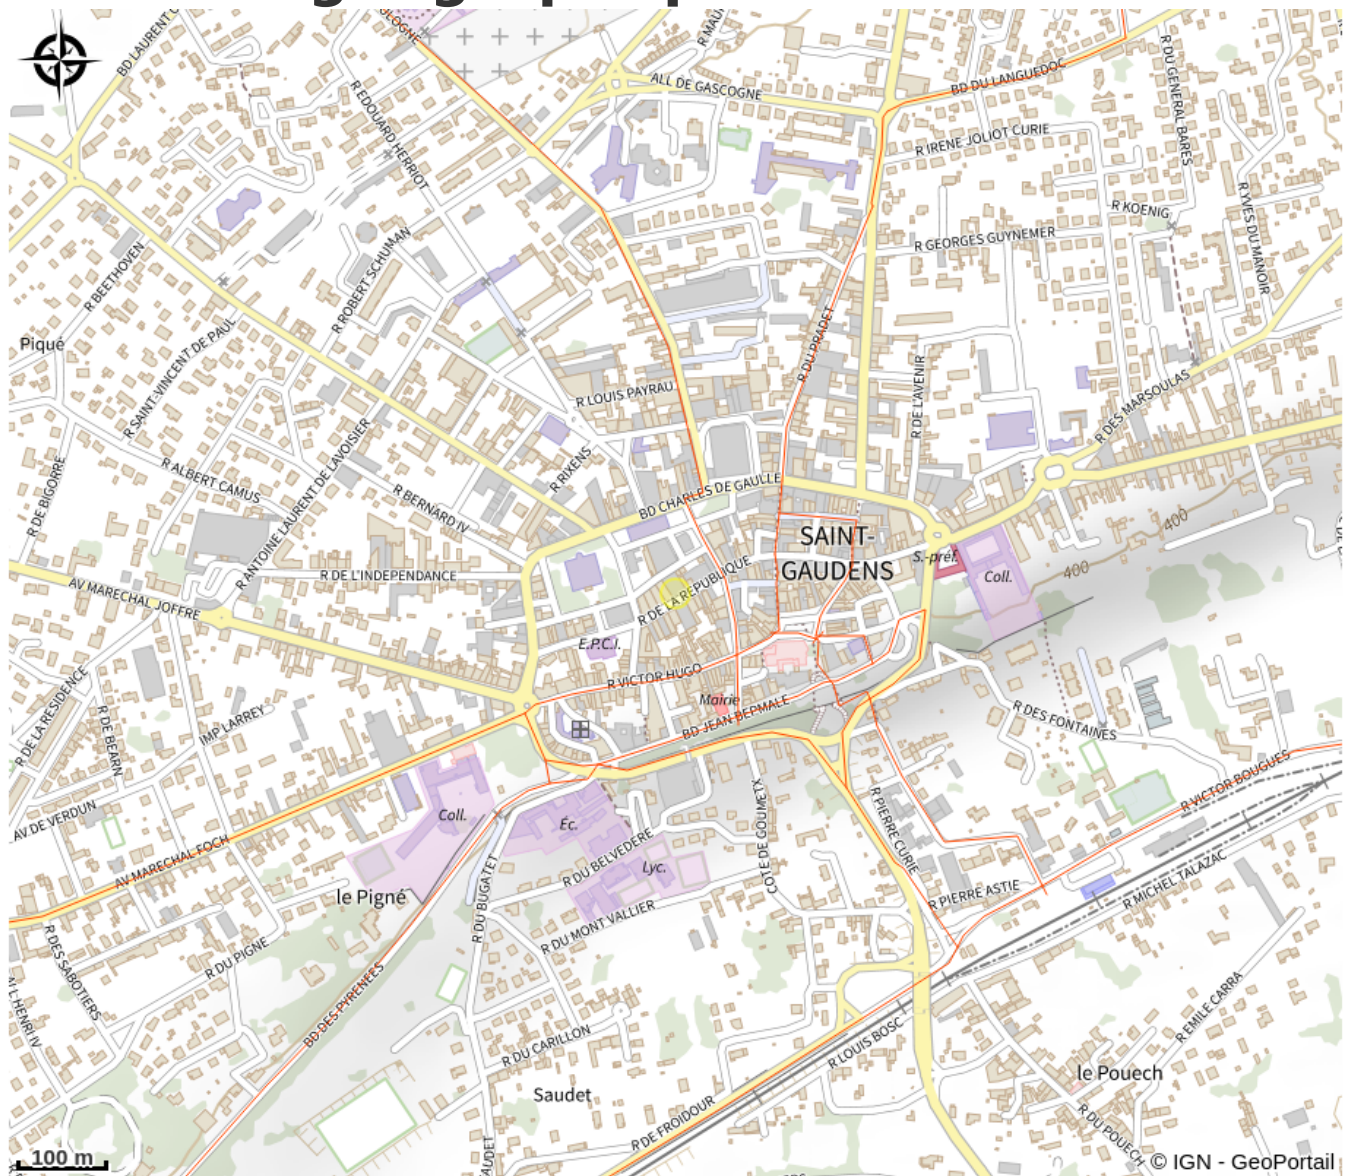 BD LAURENT C
OLOGNE
R MAUR
ALL DE GASCOGNE
BD DU LANGUEDOC
R DU GENERAL BARES
R EDOUARD HERRIOT
R IRENE JOLIOT CURIE
R KOENIG
R YVES DU MANOIR
R GEORGES GUYNEMER
R BEETHOVEN
R ROBERT SCHUMAN
R DU PRADET
Piqué
R SAINT-VINCENT DE PAUL
R LOUIS PAYRAU
R DE L'AVENIR
R DES MARSOULAS
R DE BIGORRE
R ALBERT CAMUS
R ANTOINE LAURENT DE LAVOISIER
R BERNARD IV
R RIXENS
BD CHARLES DE GAULLE
SAINT-
GAUDENS
400
S.-préf.
Coll.
400
AV MARECHAL JOFFRE
R DE L'INDEPENDANCE
R DE LA REPUBLIQUE
E.P.C.I.
R VICTOR HUGO
Mairie
BD JEAN BEPMALE
R DE LA RESIDENCE
R DE BEARN
IMP LARREY
R DES FONTAINES
R VICTOR BOUGUES
AV DE VERDUN
Coll.
Éc.
R DU BELVEDERE
Lyc.
COTE DE GOUMETX
R PIERRE CURIE
AV MARECHAL FOCH
le Pigné
R DU BUGATET
R DU MONT VALLIER
R PIERRE ASTIE
R MICHEL TALAZAC
R DES SABOTIERS
R DU PIGNE
ALL HENRI IV
BD DES PYRENEES
R DU CARILLON
R LOUIS BOSC
R EMILE CARRA
Saudet
le Pouech
R DE FROIDOUR
R DU POUECH
AUDET
100 m
© IGN - GeoPortail